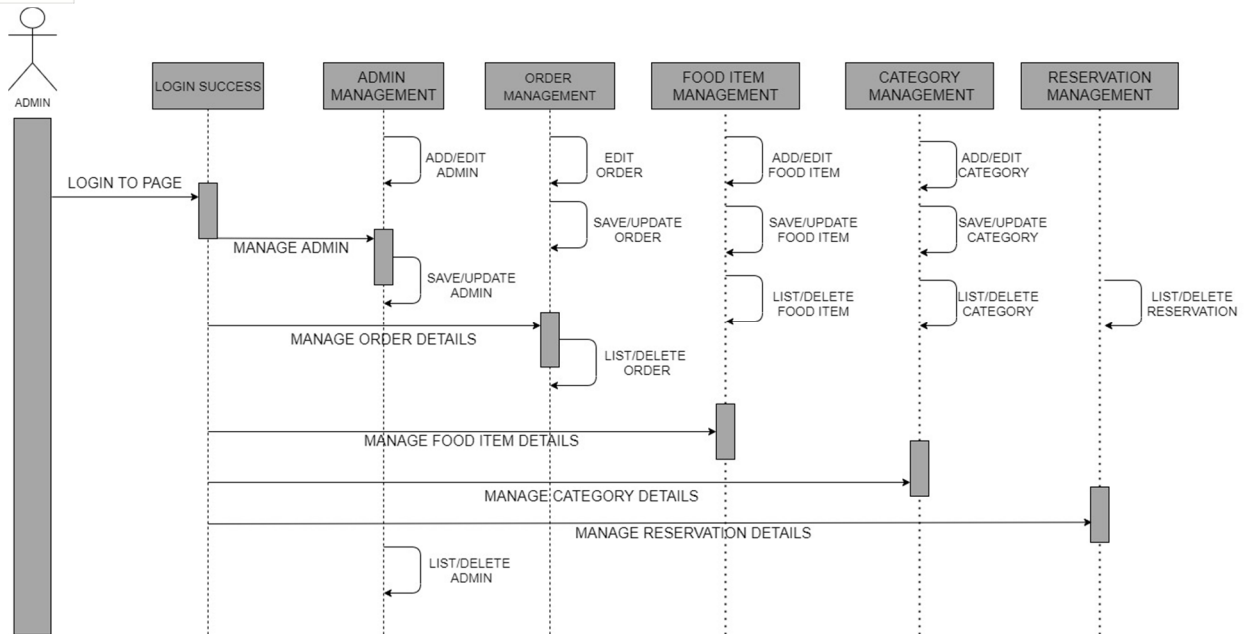 ADMIN
LOGIN SUCCESS
ADMIN
MANAGEMENT
ORDER
MANAGEMENT
FOOD ITEM
MANAGEMENT
CATEGORY
MANAGEMENT
RESERVATION
MANAGEMENT
ADD/EDIT
ADMIN
EDIT
ORDER
ADD/EDIT
FOOD ITEM
ADD/EDIT
CATEGORY
LOGIN TO PAGE
SAVE/UPDATE
ORDER
SAVE/UPDATE
FOOD ITEM
SAVE/UPDATE
CATEGORY
MANAGE ADMIN
SAVE/UPDATE
ADMIN
LIST/DELETE
FOOD ITEM
LIST/DELETE
CATEGORY
LIST/DELETE
RESERVATION
MANAGE ORDER DETAILS
LIST/DELETE
ORDER
MANAGE FOOD ITEM DETAILS
MANAGE CATEGORY DETAILS
MANAGE RESERVATION DETAILS
LIST/DELETE
ADMIN